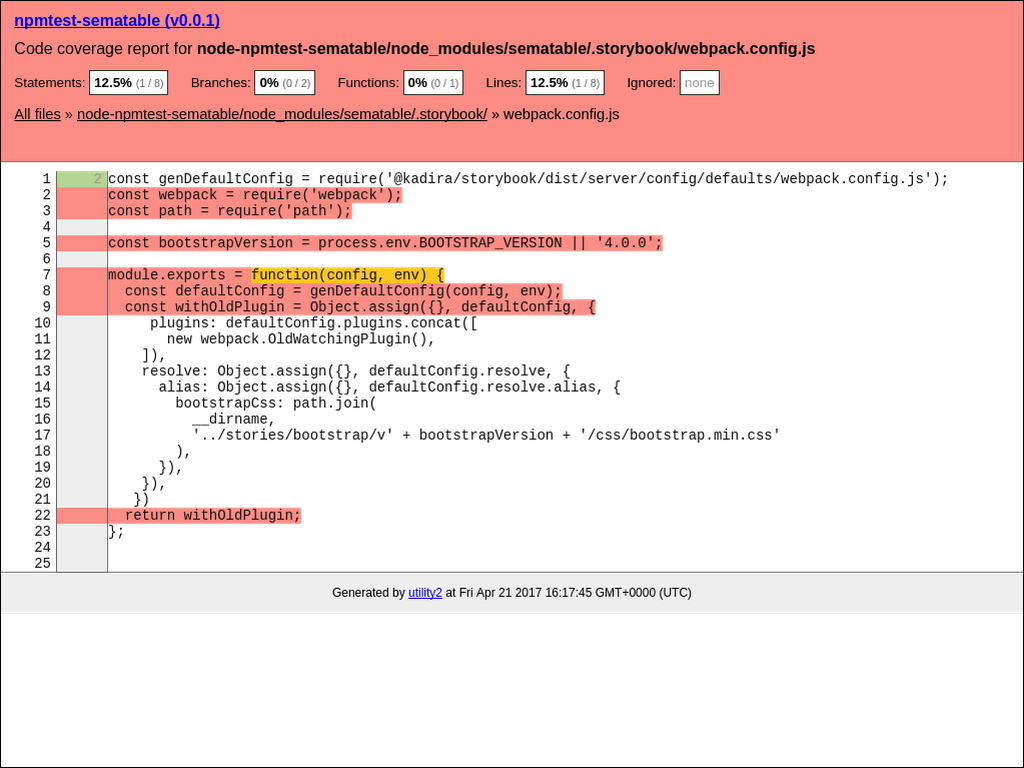 npmtest-sematable (v0.0.1)
Code coverage report for node-npmtest-sematable/node_modules/sematable/.storybook/webpack.config.js
Statements: 12.5% (1 / 8) Branches: 0% (0 / 2) Functions: 0% (0 / 1) Lines: 12.5% (1 / 8) Ignored: none
All files » node-npmtest-sematable/node_modules/sematable/.storybook/ » webpack.config.js
1 2 const genDefaultConfig = require('@kadira/storybook/dist/server/config/defaults/webpack.config.js');
2 const webpack = require('webpack');
3 const path = require('path');
4
5 const bootstrapVersion = process.env.BOOTSTRAP_VERSION || '4.0.0';
6
7 module.exports = function(config, env) {
8   const defaultConfig = genDefaultConfig(config, env);
9   const withOldPlugin = Object.assign({}, defaultConfig, {
10     plugins: defaultConfig.plugins.concat([
11       new webpack.OldWatchingPlugin(),
12     ]),
13     resolve: Object.assign({}, defaultConfig.resolve, {
14       alias: Object.assign({}, defaultConfig.resolve.alias, {
15         bootstrapCss: path.join(
16           __dirname,
17           '../stories/bootstrap/v' + bootstrapVersion + '/css/bootstrap.min.css'
18         ),
19       }),
20     }),
21    })
22   return withOldPlugin;
23 };
24
25
Generated by utility2 at Fri Apr 21 2017 16:17:45 GMT+0000 (UTC)